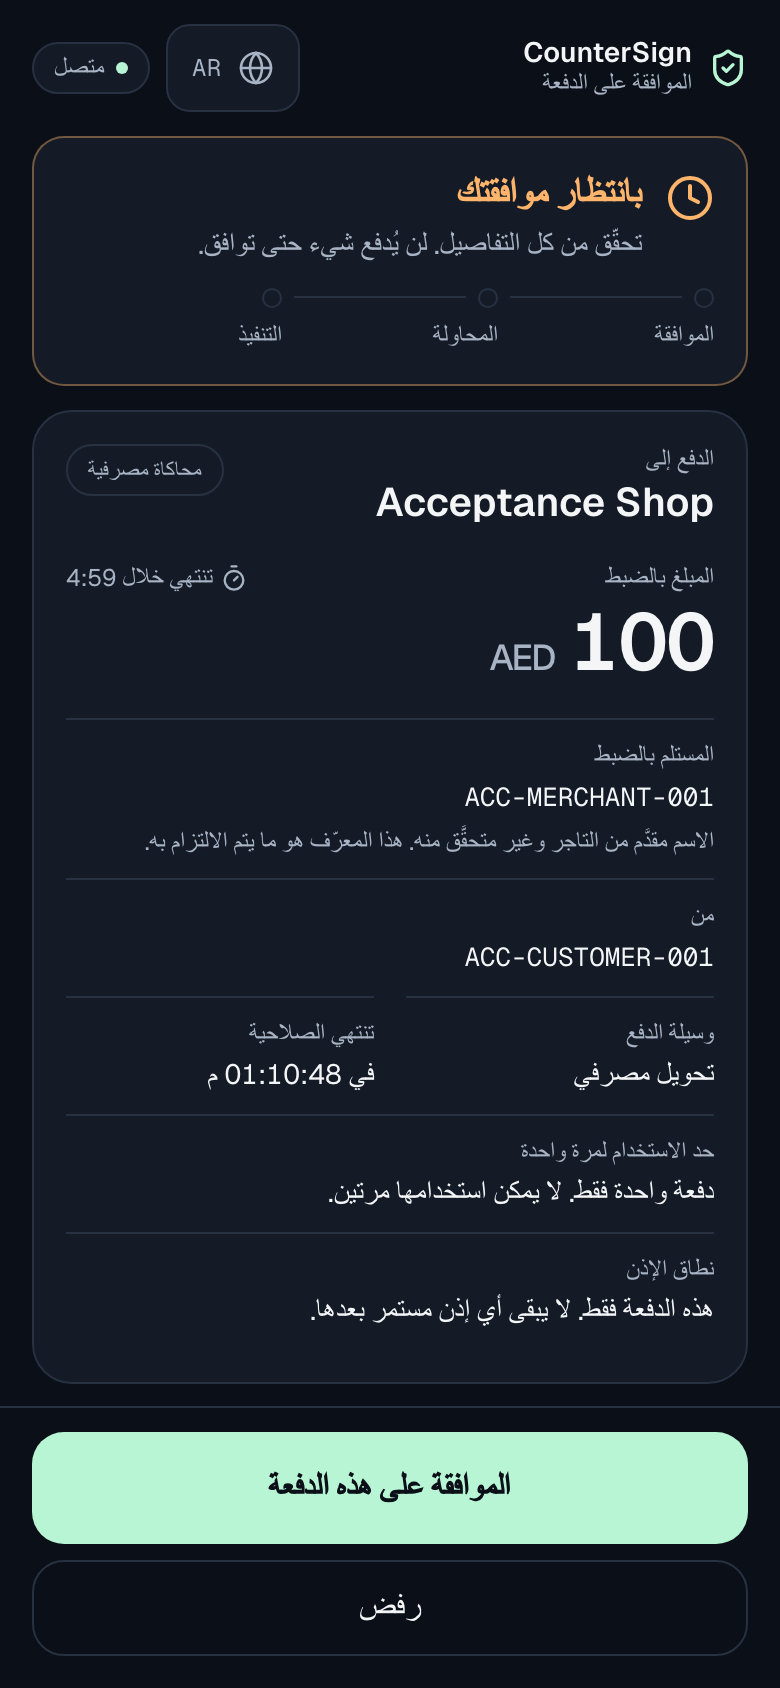 CounterSign
الموافقة على الدفعة
AR
متصل
بانتظار موافقتك
تحقّق من كل التفاصيل. لن يُدفع شيء حتى توافق.
الموافقة
المحاولة
التنفيذ
الدفع إلى
محاكاة مصرفية
Acceptance Shop
المبلغ بالضبط
تنتهي خلال 4:59
100 AED
المستلم بالضبط
ACC-MERCHANT-001
الاسم مقدَّم من التاجر وغير متحقَّق منه. هذا المعرّف هو ما يتم الالتزام به.
من
ACC-CUSTOMER-001
وسيلة الدفع
تحويل مصرفي
تنتهي الصلاحية
في 01:10:48 م
حد الاستخدام لمرة واحدة
دفعة واحدة فقط. لا يمكن استخدامها مرتين.
نطاق الإذن
هذه الدفعة فقط. لا يبقى أي إذن مستمر بعدها.
الموافقة على هذه الدفعة
رفض